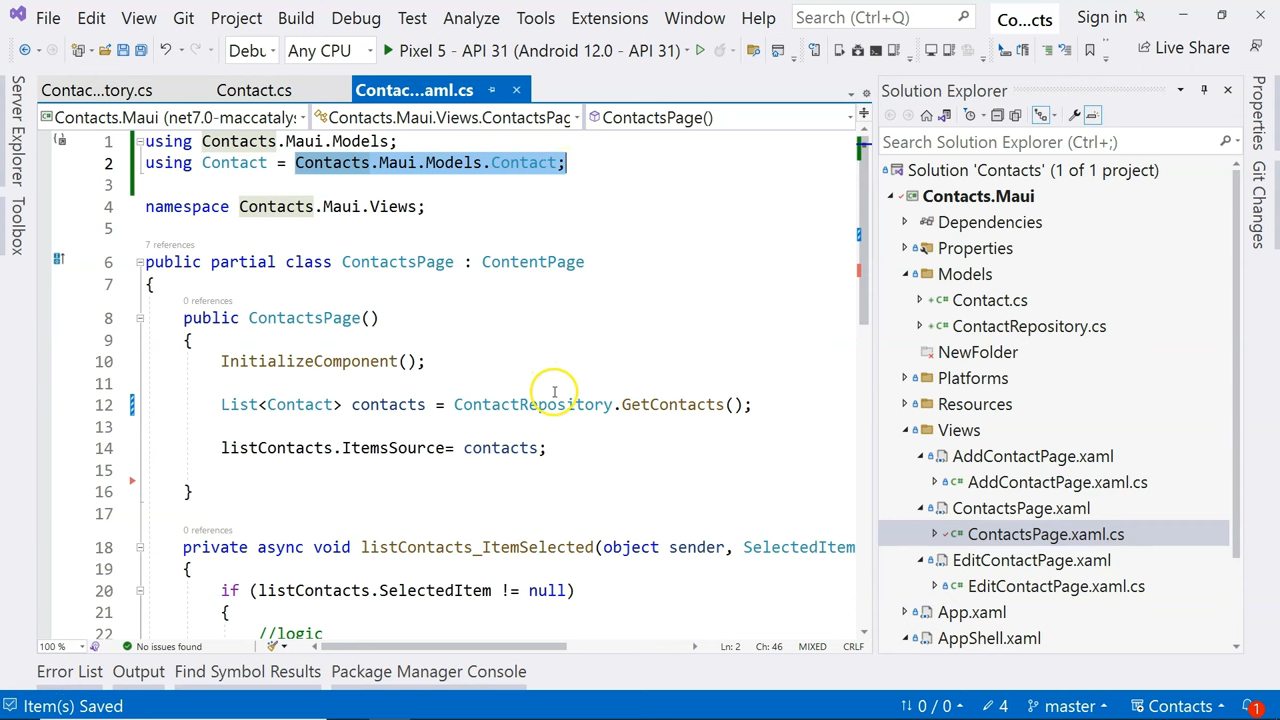 File Edit View Git Project Build Debug Test Analyze Tools Extensions Window Help Search (Ctrl+Q) Co...cts Sign in
Debu Any CPU Pixel 5 - API 31 (Android 12.0 - API 31) Live Share
Contac...tory.cs Contact.cs Contac...aml.cs
Contacts.Maui (net7.0-maccatalys Contacts.Maui.Views.ContactsPag ContactsPage()
1 using Contacts.Maui.Models;
2 using Contact = Contacts.Maui.Models.Contact;
3
4 namespace Contacts.Maui.Views;
5
7 references
6 public partial class ContactsPage : ContentPage
7 {
0 references
8 public ContactsPage()
9 {
10 InitializeComponent();
11
12 List<Contact> contacts = ContactRepository.GetContacts();
13
14 listContacts.ItemsSource= contacts;
15
16 }
17
0 references
18 private async void listContacts_ItemSelected(object sender, SelectedItem
19 {
20 if (listContacts.SelectedItem != null)
21 {
22 //logic
100 % No issues found Ln: 2 Ch: 46 MIXED CRLF
Server Explorer
Toolbox
Solution Explorer
Search Solution Explorer (Ctrl+;)
Solution 'Contacts' (1 of 1 project)
Contacts.Maui
Dependencies
Properties
Models
C# Contact.cs
C# ContactRepository.cs
NewFolder
Platforms
Resources
Views
AddContactPage.xaml
C# AddContactPage.xaml.cs
ContactsPage.xaml
C# ContactsPage.xaml.cs
EditContactPage.xaml
C# EditContactPage.xaml.cs
App.xaml
AppShell.xaml
Properties
Git Changes
Error List Output Find Symbol Results Package Manager Console
Item(s) Saved 0 / 0 4 master Contacts 1